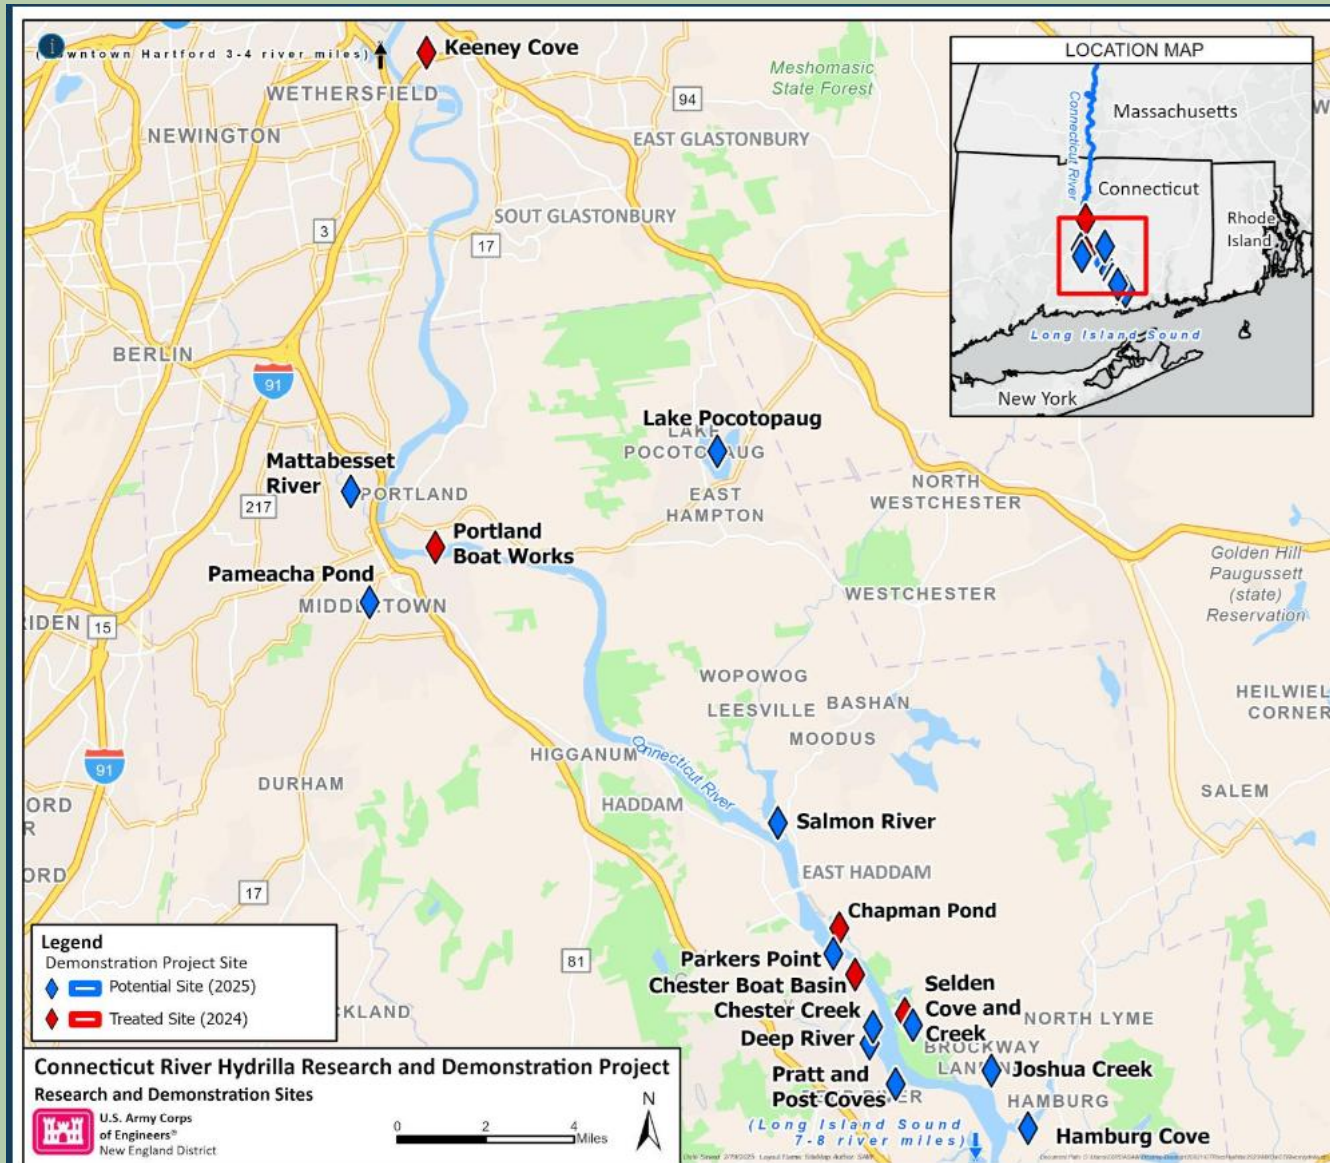 (Downtown Hartford 3-4 river miles)
Keeney Cove
WETHERSFIELD
NEWINGTON
94
Meshomasic
State Forest
EAST GLASTONBURY
SOUT GLASTONBURY
3
17
BERLIN
91
LOCATION MAP
Massachusetts
Connecticut River
Connecticut
Rhode
Island
Long Island Sound
New York
Lake Pocotopaug
LAKE
POCOTOPAUG
EAST
HAMPTON
Mattabesset
River
PORTLAND
217
Portland
Boat Works
Pameacha Pond
MIDDLETOWN
IDEN
15
NORTH
WESTCHESTER
WESTCHESTER
Golden Hill
Paugussett
(state)
Reservation
WOPOWOG
LEESVILLE
BASHAN
MOODUS
HEILWIEL
CORNER
HIGGANUM
Connecticut River
HADDAM
91
DURHAM
SALEM
FORD
R
ORD
17
Salmon River
EAST HADDAM
Chapman Pond
Parkers Point
Chester Boat Basin
81
Selden
Cove and
Creek
Chester Creek
Deep River
NORTH LYME
BROCKWAY
Joshua Creek
Pratt and
Post Coves
HAMBURG
(Long Island Sound
7-8 river miles)
Hamburg Cove
KLAND
Legend
Demonstration Project Site
Potential Site (2025)
Treated Site (2024)
Connecticut River Hydrilla Research and Demonstration Project
Research and Demonstration Sites
U.S. Army Corps
of Engineers®
New England District
0 2 4
Miles
N